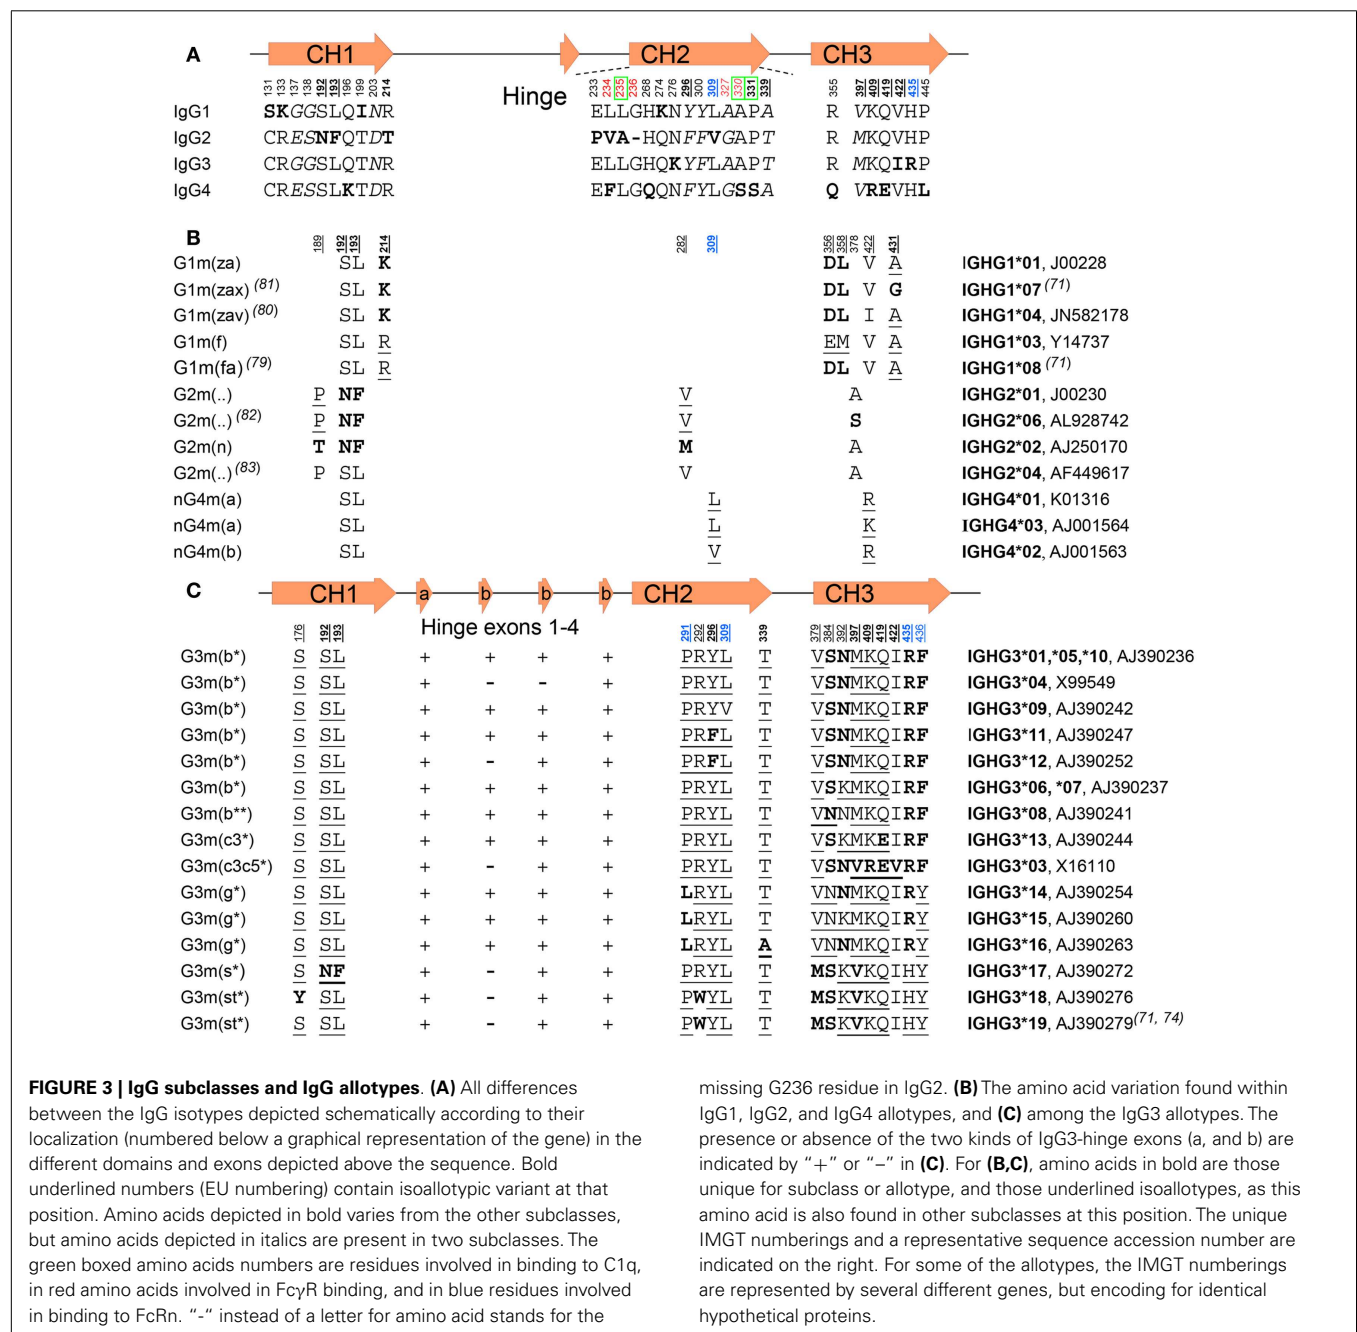 A CH1 CH2 CH3
Hinge
131 133 137 138 192 193 196 199 203 214 233 234 235 236 268 274 276 296 300 309 327 330 331 339 355 397 409 419 422 435 445
IgG1 SKGGSLQINR ELLGHKNYYLAAPA R VKQVHP
IgG2 CRESNFQTDT PVA-HQNFFVGAPT R MKQVHP
IgG3 CRGGSLQTNR ELLGHQKYFLAAPT R MKQIRP
IgG4 CRESSLKTDR EFLGQQNFYLGSSA Q VREVHL
B
189 192 193 214 282 309 356 358 378 422 431
G1m(za) SL K DL V A IGHG1*01, J00228
G1m(zax) (81) SL K DL V G IGHG1*07 (71)
G1m(zav) (80) SL K DL I A IGHG1*04, JN582178
G1m(f) SL R EM V A IGHG1*03, Y14737
G1m(fa) (79) SL R DL V A IGHG1*08 (71)
G2m(..) P NF V A IGHG2*01, J00230
G2m(..) (82) P NF V S IGHG2*06, AL928742
G2m(n) T NF M A IGHG2*02, AJ250170
G2m(..) (83) P V A IGHG2*04, AF449617
nG4m(a) SL L R IGHG4*01, K01316
nG4m(a) SL L K IGHG4*03, AJ001564
nG4m(b) SL V R IGHG4*02, AJ001563
C CH1 a b b b CH2 CH3
Hinge exons 1-4
176 192 193 291 292 296 309 339 379 384 392 397 409 419 422 435 436
G3m(b*) S SL + + + + PRYL T VSNMKQIRF IGHG3*01,*05,*10, AJ390236
G3m(b*) S SL + - - + PRYL T VSNMKQIRF IGHG3*04, X99549
G3m(b*) S SL + + + + PRYV T VSNMKQIRF IGHG3*09, AJ390242
G3m(b*) S SL + + + + PRFL T VSNMKQIRF IGHG3*11, AJ390247
G3m(b*) S SL + - + + PRFL T VSNMKQIRF IGHG3*12, AJ390252
G3m(b*) S SL + + + + PRYL T VSKMKQIRF IGHG3*06, *07, AJ390237
G3m(b**) S SL + + + + PRYL T VNNMKQIRF IGHG3*08, AJ390241
G3m(c3*) S SL + + + + PRYL T VSKMKEIRF IGHG3*13, AJ390244
G3m(c3c5*) S SL + - + + PRYL T VSNVREVRF IGHG3*03, X16110
G3m(g*) S SL + + + + LRYL T VNNMKQIRY IGHG3*14, AJ390254
G3m(g*) S SL + + + + LRYL T VNKMKQIRY IGHG3*15, AJ390260
G3m(g*) S SL + + + + LRYL A VNNMKQIRY IGHG3*16, AJ390263
G3m(s*) S NF + - + + PRYL T MSKVKQIHY IGHG3*17, AJ390272
G3m(st*) Y SL + - + + PWYL T MSKVKQIHY IGHG3*18, AJ390276
G3m(st*) S SL + - + + PWYL T MSKVKQIHY IGHG3*19, AJ390279(71, 74)
FIGURE 3 | IgG subclasses and IgG allotypes. (A) All differences
between the IgG isotypes depicted schematically according to their
localization (numbered below a graphical representation of the gene) in the
different domains and exons depicted above the sequence. Bold
underlined numbers (EU numbering) contain isoallotypic variant at that
position. Amino acids depicted in bold varies from the other subclasses,
but amino acids depicted in italics are present in two subclasses. The
green boxed amino acids numbers are residues involved in binding to C1q,
in red amino acids involved in FcγR binding, and in blue residues involved
in binding to FcRn. "-" instead of a letter for amino acid stands for the
missing G236 residue in IgG2. (B) The amino acid variation found within
IgG1, IgG2, and IgG4 allotypes, and (C) among the IgG3 allotypes. The
presence or absence of the two kinds of IgG3-hinge exons (a, and b) are
indicated by "+" or "–" in (C). For (B,C), amino acids in bold are those
unique for subclass or allotype, and those underlined isoallotypes, as this
amino acid is also found in other subclasses at this position. The unique
IMGT numberings and a representative sequence accession number are
indicated on the right. For some of the allotypes, the IMGT numberings
are represented by several different genes, but encoding for identical
hypothetical proteins.